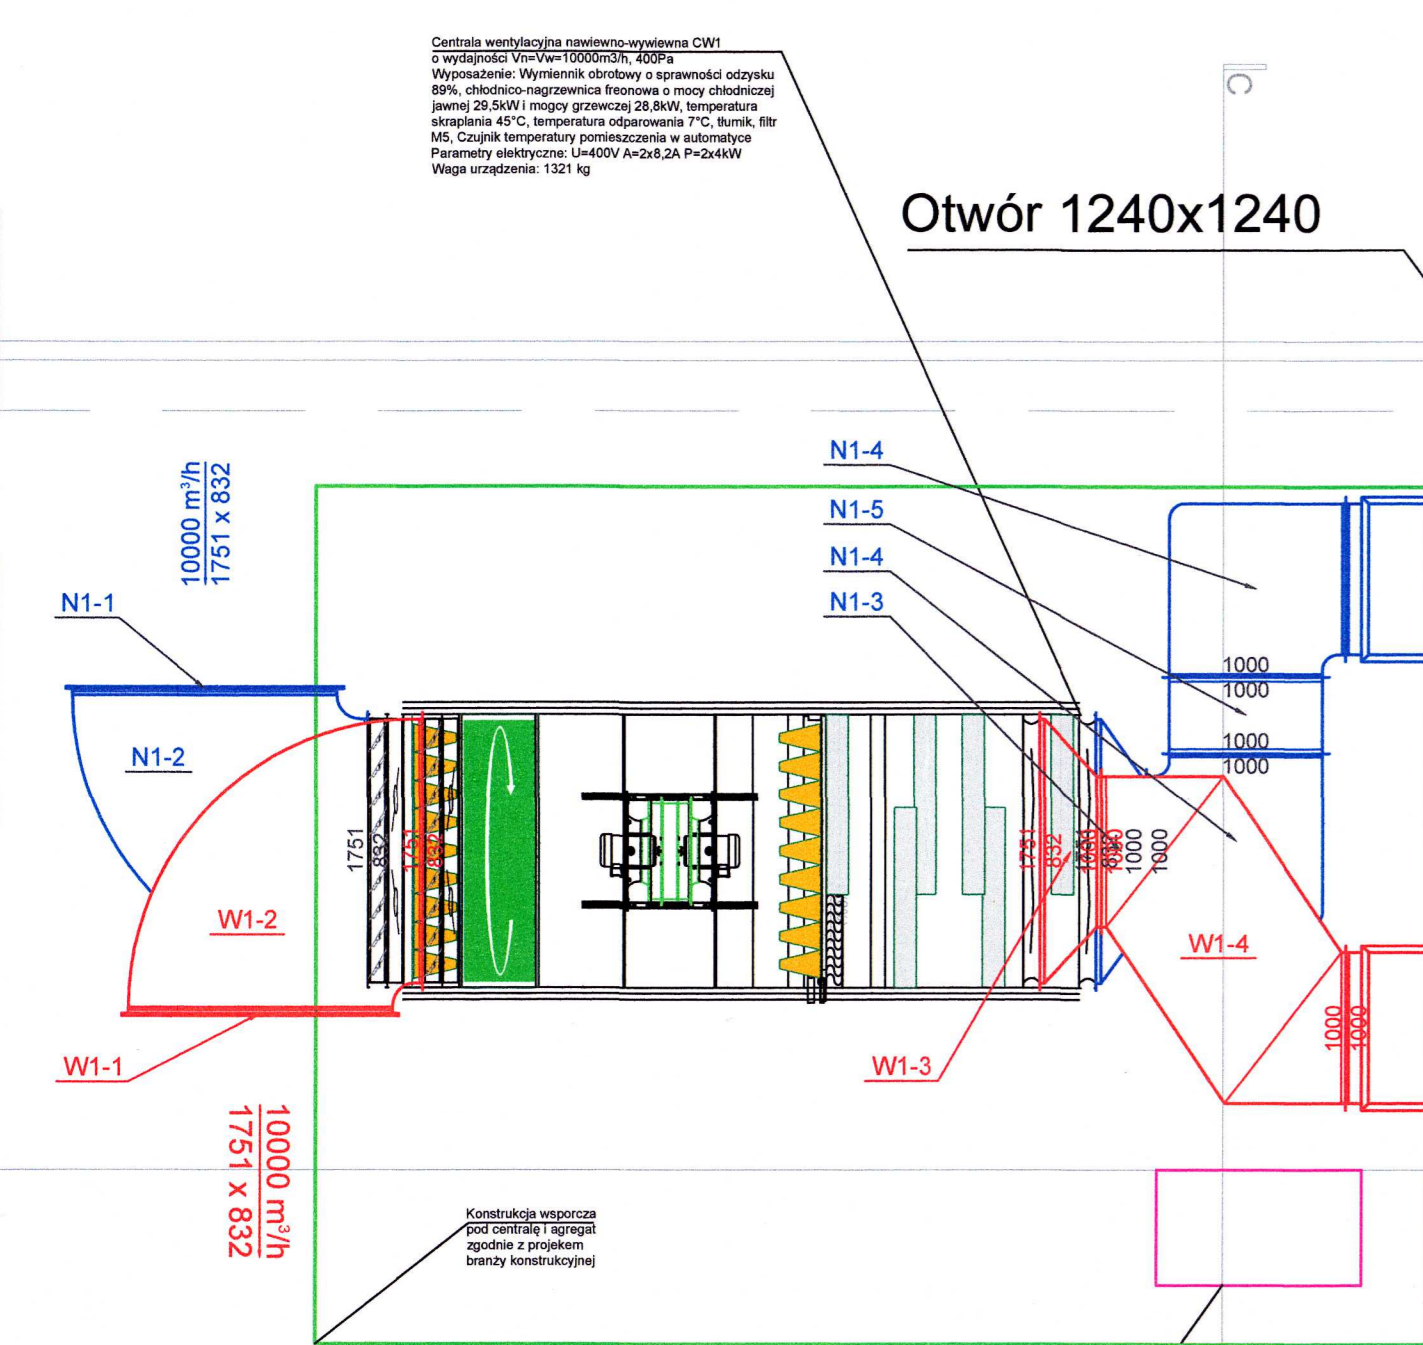 Centrala wentylacyjna nawiewno-wywiewna CW1
o wydajności Vn=Vw=10000m3/h, 400Pa
Wyposażenie: Wymiennik obrotowy o sprawności odzysku
89%, chłodnico-nagrzewnica freonowa o mocy chłodniczej
jawnej 29,5kW i mogcy grzewczej 28,8kW, temperatura
skraplania 45°C, temperatura odparowania 7°C, tłumik, filtr
M5, Czujnik temperatury pomieszczenia w automatyce
Parametry elektryczne: U=400V A=2x8,2A P=2x4kW
Waga urządzenia: 1321 kg
C
Otwór 1240x1240
N1-4
N1-5
N1-4
N1-3
10000 m³/h
1751 x 832
N1-1
N1-2
1000
1000
1000
1000
1751
832
1751
832
1751
832
1000
1000
1000
1000
W1-2
W1-4
W1-1
W1-3
1000
1000
10000 m³/h
1751 x 832
Konstrukcja wsporcza
pod centralę i agregat
zgodnie z projekem
branży konstrukcyjnej